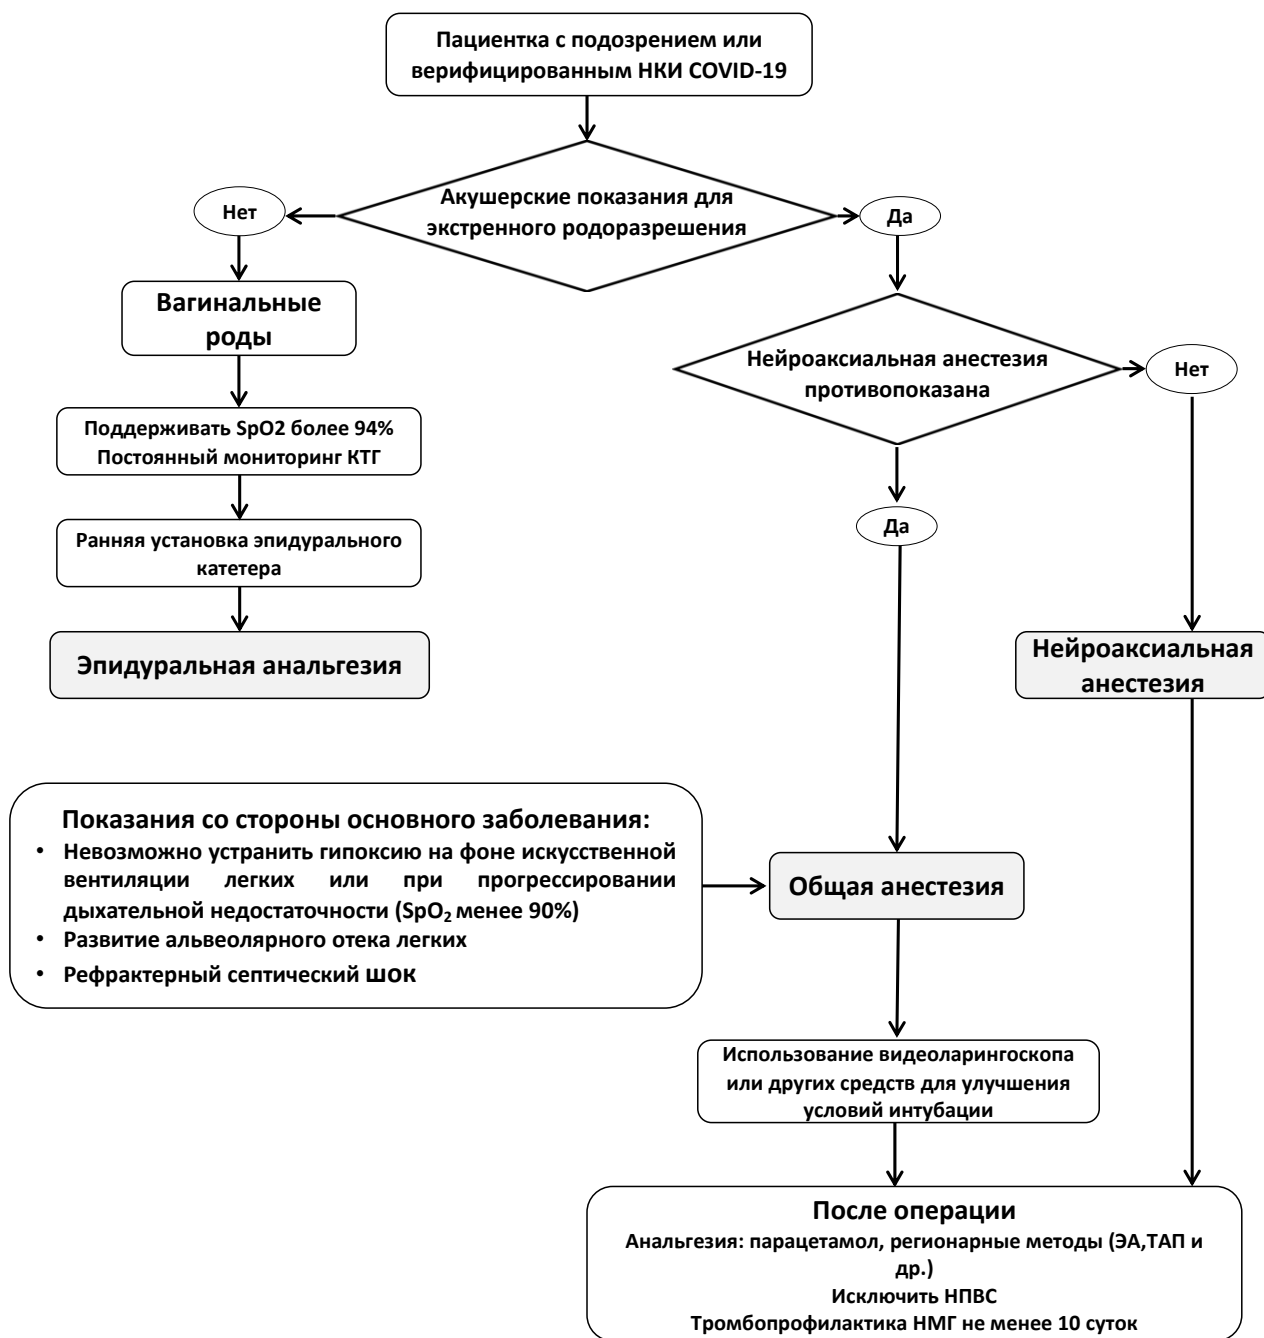 Пациентка с подозрением или
верифицированным НКИ COVID-19
Акушерские показания для
экстренного родоразрешения
Нет
Да
Вагинальные
роды
Нейроаксиальная анестезия
противопоказана
Нет
Поддерживать SpO2 более 94%
Постоянный мониторинг КТГ
Да
Ранняя установка эпидурального
катетера
Эпидуральная анальгезия
Нейроаксиальная
анестезия
Показания со стороны основного заболевания:
• Невозможно устранить гипоксию на фоне искусственной
вентиляции легких или при прогрессировании
дыхательной недостаточности (SpO₂ менее 90%)
• Развитие альвеолярного отека легких
• Рефрактерный септический шок
Общая анестезия
Использование видеоларингоскопа
или других средств для улучшения
условий интубации
После операции
Анальгезия: парацетамол, регионарные методы (ЭА,ТАП и
др.)
Исключить НПВС
Тромбопрофилактика НМГ не менее 10 суток